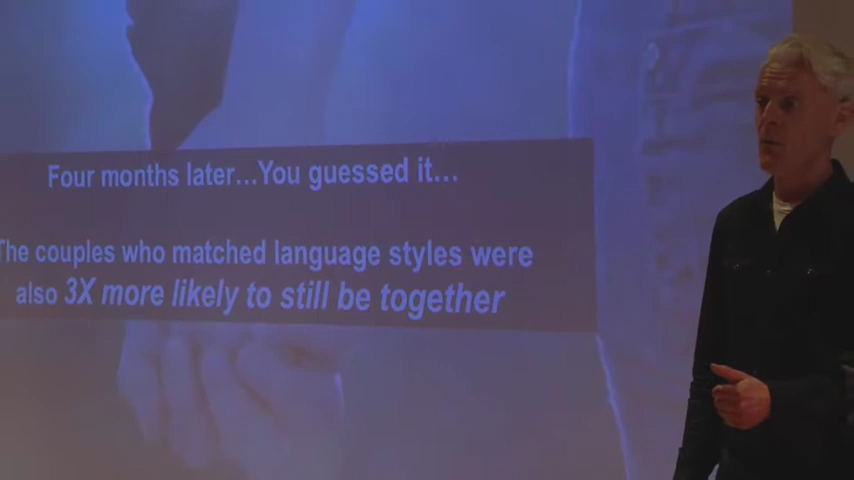 Four months later...You guessed it...
The couples who matched language styles were
also 3X more likely to still be together